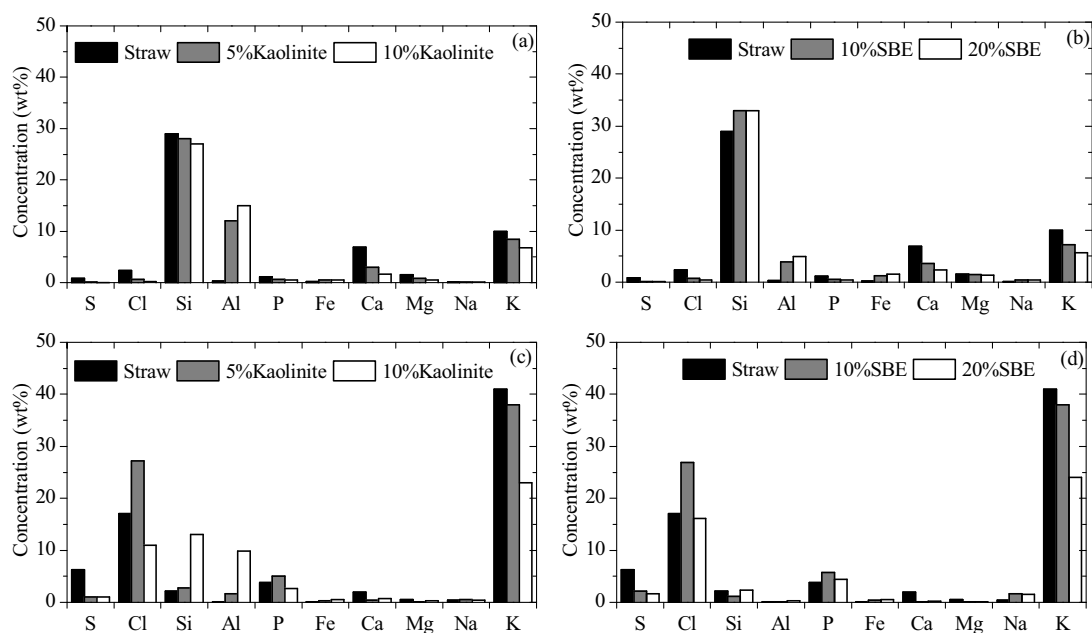 50
40
30
20
10
0
Concentration (wt%)
Straw 5%Kaolinite 10%Kaolinite (a)
S Cl Si Al P Fe Ca Mg Na K
50
40
30
20
10
0
Concentration (wt%)
Straw 10%SBE 20%SBE (b)
S Cl Si Al P Fe Ca Mg Na K
50
40
30
20
10
0
Concentration (wt%)
Straw 5%Kaolinite 10%Kaolinite (c)
S Cl Si Al P Fe Ca Mg Na K
50
40
30
20
10
0
Concentration (wt%)
Straw 10%SBE 20%SBE (d)
S Cl Si Al P Fe Ca Mg Na K